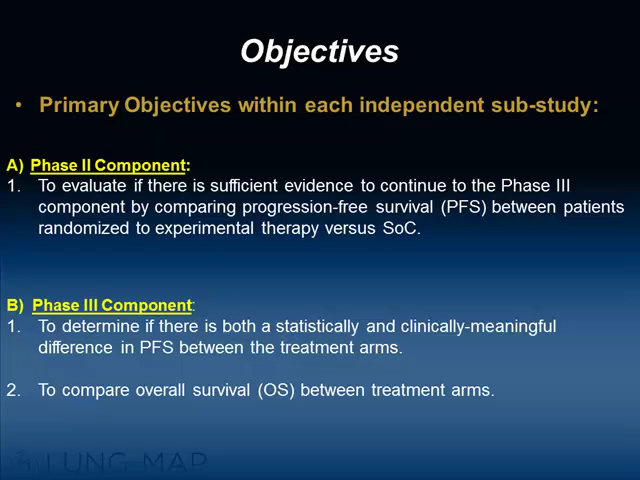 Objectives
• Primary Objectives within each independent sub-study:
A) Phase II Component:
1. To evaluate if there is sufficient evidence to continue to the Phase III
component by comparing progression-free survival (PFS) between patients
randomized to experimental therapy versus SoC.
B) Phase III Component:
1. To determine if there is both a statistically and clinically-meaningful
difference in PFS between the treatment arms.
2. To compare overall survival (OS) between treatment arms.
LUNG-MAP